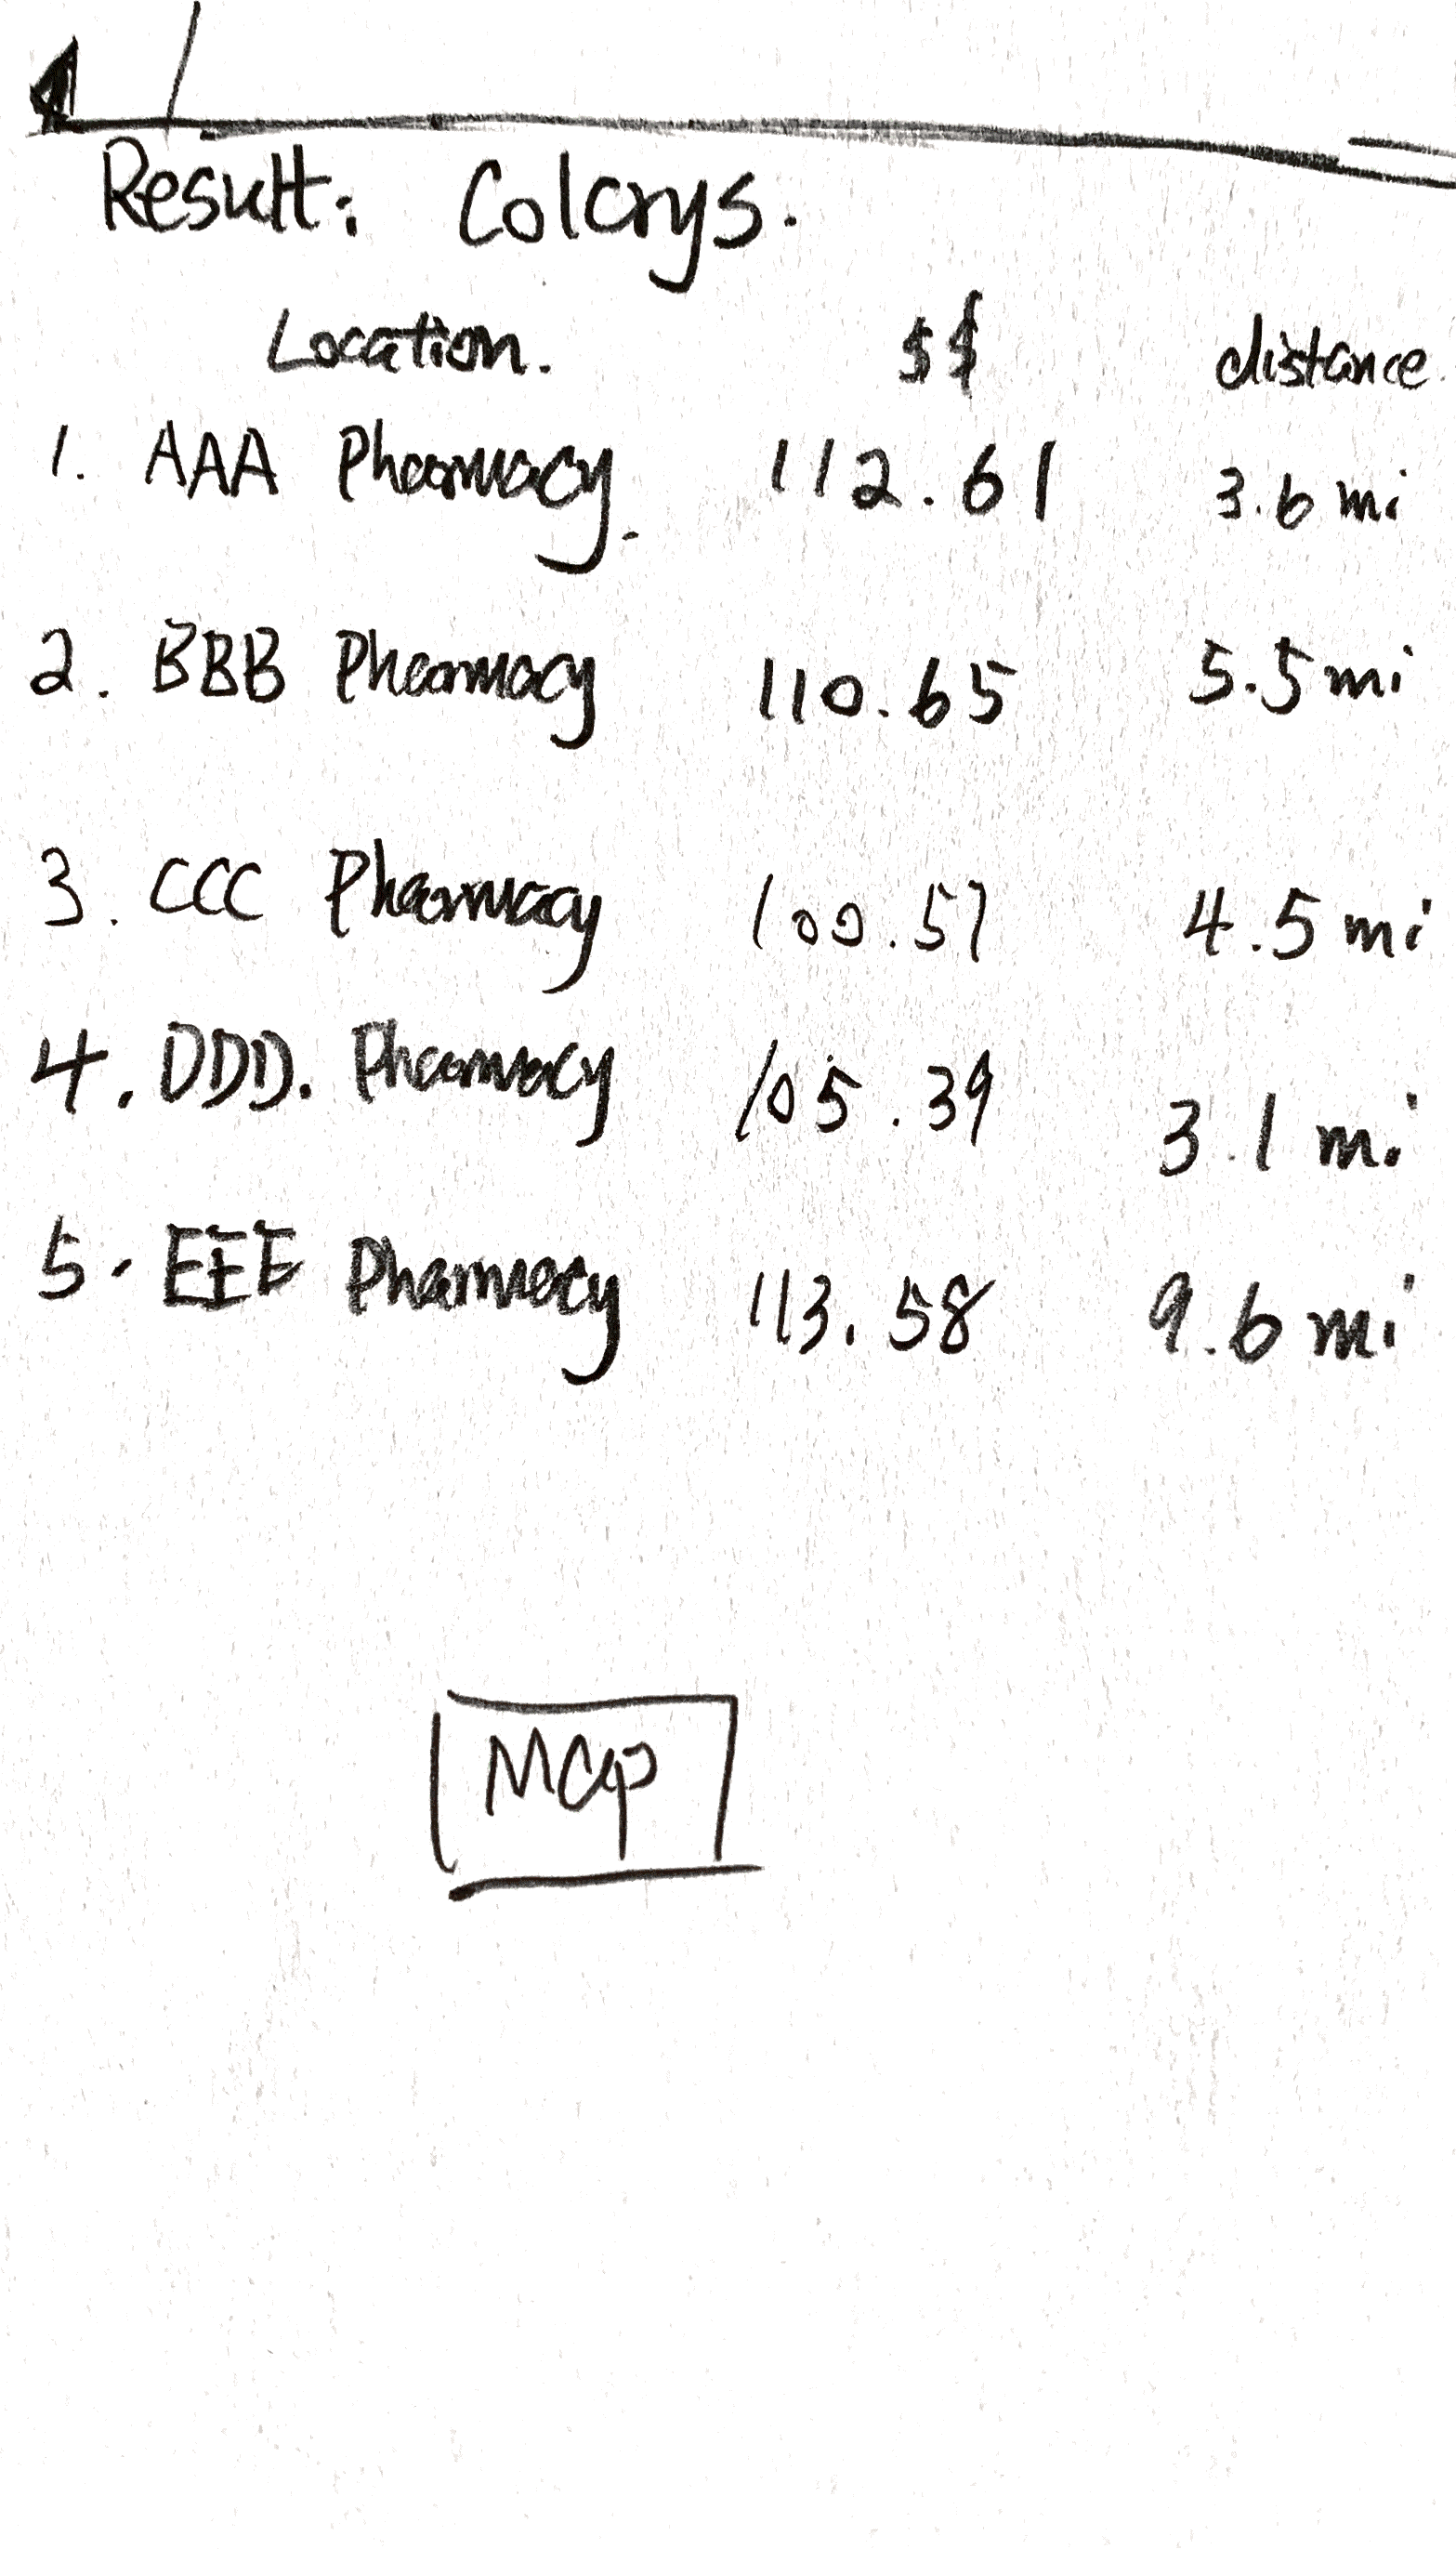 Result: Colcrys.
Location. $$ distance.
1. AAA Pharmacy. 112.61 3.6 mi
2. BBB Pharmacy 110.65 5.5 mi
3. CCC Pharmacy 100.57 4.5 mi
4. DDD. Pharmacy 105.39 3.1 mi
5. EEE Pharmacy 113.58 9.6 mi
Map